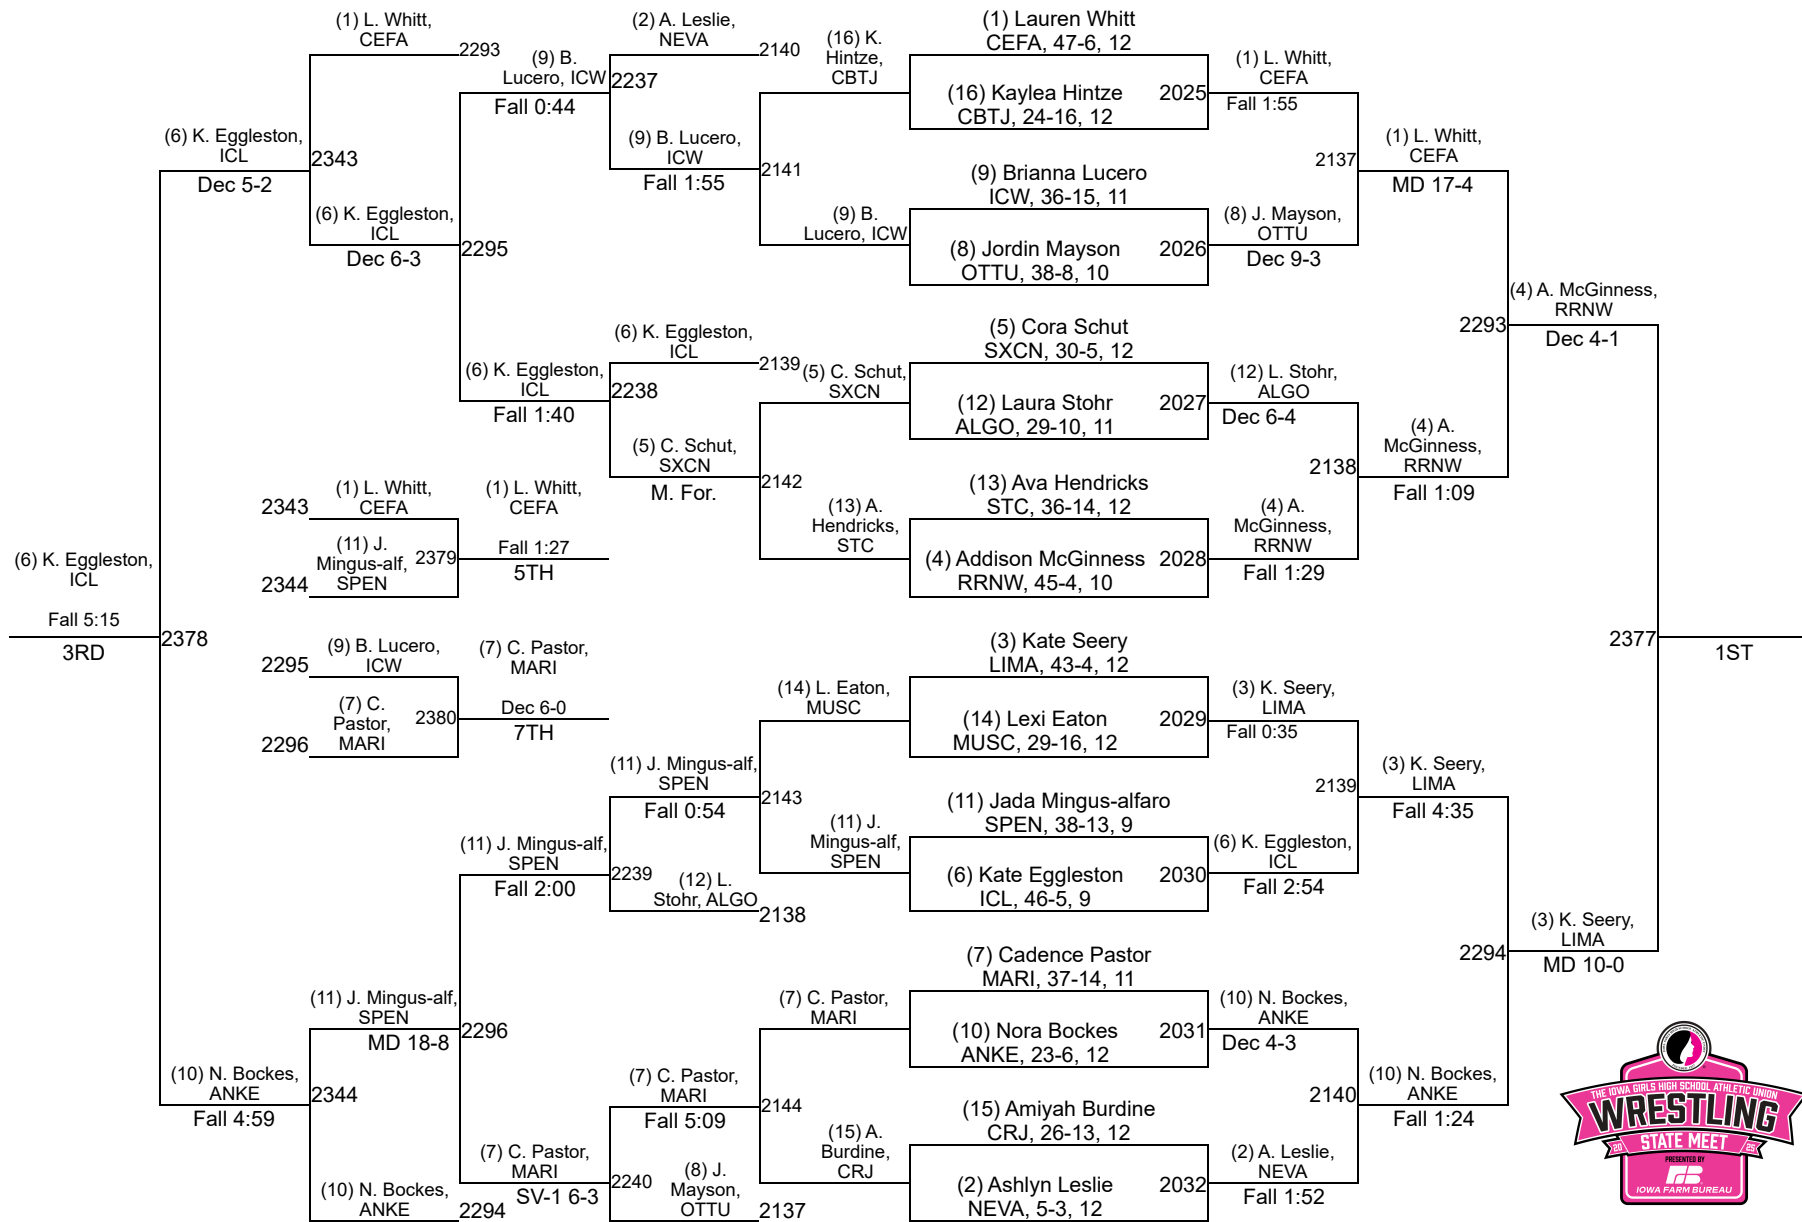 (1) L. Whitt,
CEFA
2293
(6) K. Eggleston,
ICL
Dec 5-2
2343
(6) K. Eggleston,
ICL
Dec 6-3
(9) B.
Lucero, ICW
Fall 0:44
2237
2295
(2) A. Leslie,
NEVA
2140
(9) B. Lucero,
ICW
Fall 1:55
2141
(16) K.
Hintze,
CBTJ
(9) B.
Lucero, ICW
(6) K. Eggleston,
ICL
Fall 1:40
2238
(6) K. Eggleston,
ICL
2139
(5) C. Schut,
SXCN
M. For.
2142
(5) C. Schut,
SXCN
(13) A.
Hendricks,
STC
2343
(1) L. Whitt,
CEFA
2344
(11) J.
Mingus-alf,
SPEN
2379
(1) L. Whitt,
CEFA
Fall 1:27
5TH
(6) K. Eggleston,
ICL
Fall 5:15
3RD
2378
2295
(9) B. Lucero,
ICW
2296
(7) C.
Pastor,
MARI
2380
(7) C. Pastor,
MARI
Dec 6-0
7TH
(14) L. Eaton,
MUSC
(11) J. Mingus-alf,
SPEN
Fall 0:54
2143
(11) J.
Mingus-alf,
SPEN
(11) J. Mingus-alf,
SPEN
Fall 2:00
2239
(12) L.
Stohr, ALGO
2138
(11) J. Mingus-alf,
SPEN
MD 18-8
2296
(10) N. Bockes,
ANKE
Fall 4:59
2344
(10) N. Bockes,
ANKE
2294
(7) C. Pastor,
MARI
SV-1 6-3
2240
(7) C. Pastor,
MARI
Fall 5:09
2144
(8) J.
Mayson,
OTTU
2137
(7) C. Pastor,
MARI
(15) A.
Burdine,
CRJ
(1) Lauren Whitt
CEFA, 47-6, 12
(16) Kaylea Hintze
CBTJ, 24-16, 12
2025
(9) Brianna Lucero
ICW, 36-15, 11
(8) Jordin Mayson
OTTU, 38-8, 10
2026
(5) Cora Schut
SXCN, 30-5, 12
(12) Laura Stohr
ALGO, 29-10, 11
2027
(13) Ava Hendricks
STC, 36-14, 12
(4) Addison McGinness
RRNW, 45-4, 10
2028
(3) Kate Seery
LIMA, 43-4, 12
(14) Lexi Eaton
MUSC, 29-16, 12
2029
(11) Jada Mingus-alfaro
SPEN, 38-13, 9
(6) Kate Eggleston
ICL, 46-5, 9
2030
(7) Cadence Pastor
MARI, 37-14, 11
(10) Nora Bockes
ANKE, 23-6, 12
2031
(15) Amiyah Burdine
CRJ, 26-13, 12
(2) Ashlyn Leslie
NEVA, 5-3, 12
2032
(1) L. Whitt,
CEFA
Fall 1:55
2137
(8) J. Mayson,
OTTU
Dec 9-3
(12) L. Stohr,
ALGO
Dec 6-4
2138
(4) A.
McGinness,
RRNW
Fall 1:29
(3) K. Seery,
LIMA
Fall 0:35
2139
(6) K. Eggleston,
ICL
Fall 2:54
(10) N. Bockes,
ANKE
Dec 4-3
2140
(2) A. Leslie,
NEVA
Fall 1:52
(1) L. Whitt,
CEFA
MD 17-4
2293
(4) A.
McGinness,
RRNW
Fall 1:09
(3) K. Seery,
LIMA
Fall 4:35
2294
(10) N. Bockes,
ANKE
Fall 1:24
(4) A. McGinness,
RRNW
Dec 4-1
2377
(3) K. Seery,
LIMA
MD 10-0
1ST
THE IOWA GIRLS HIGH SCHOOL ATHLETIC UNION
WRESTLING
20 STATE MEET 25
PRESENTED BY
FB
IOWA FARM BUREAU